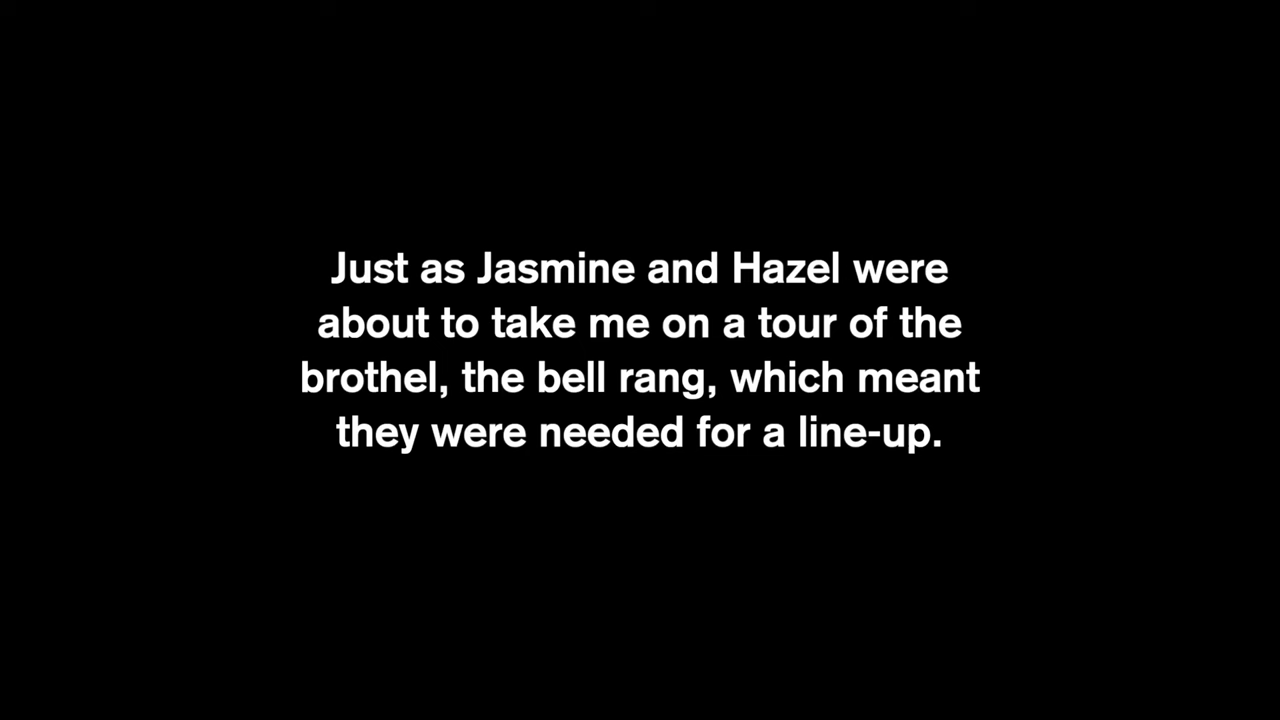 Just as Jasmine and Hazel were
about to take me on a tour of the
brothel, the bell rang, which meant
they were needed for a line-up.